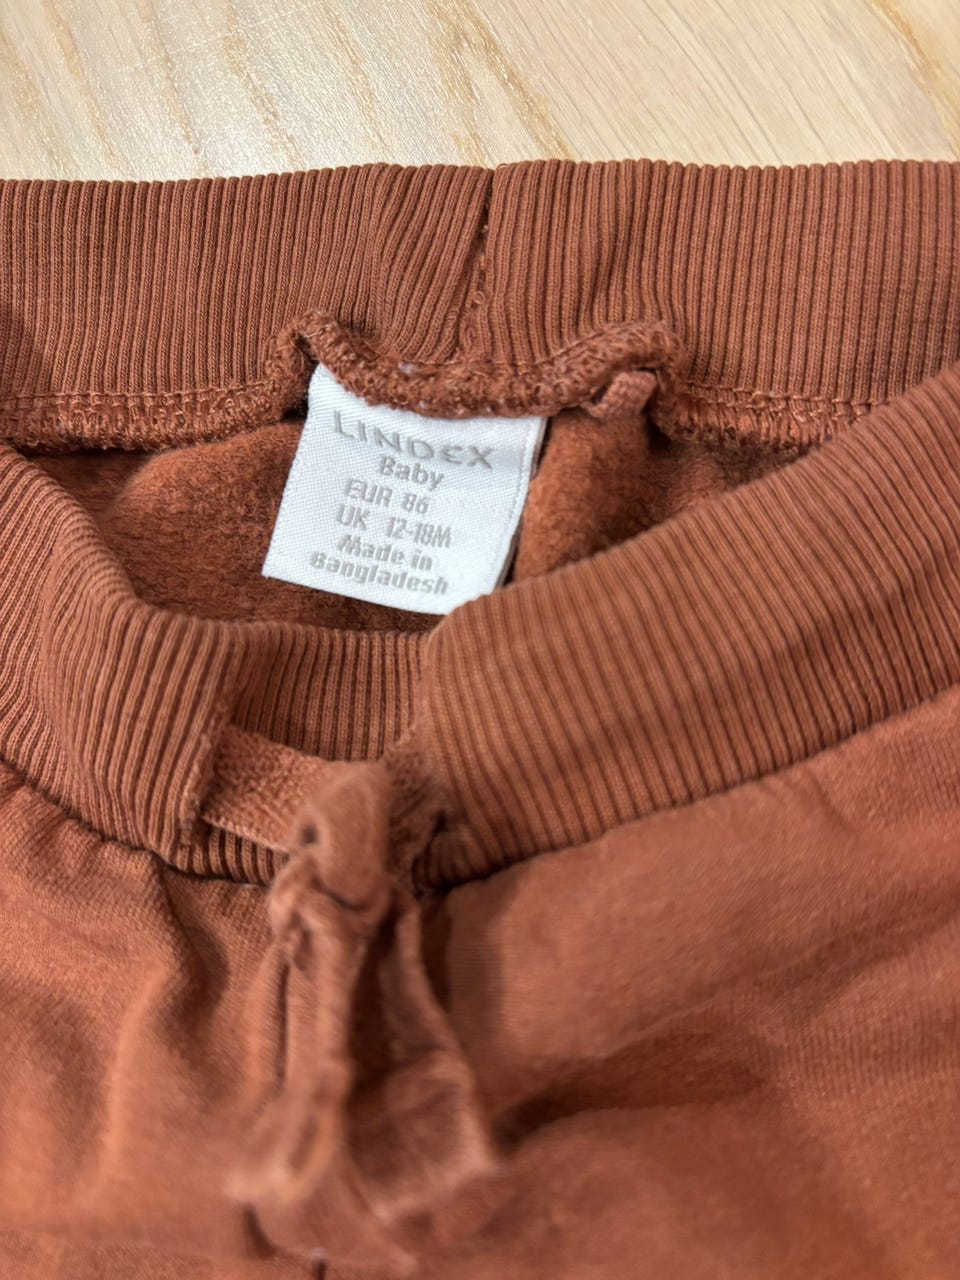 LINDEX
Baby
EUR 86
UK 12-18M
Made in
Bangladesh